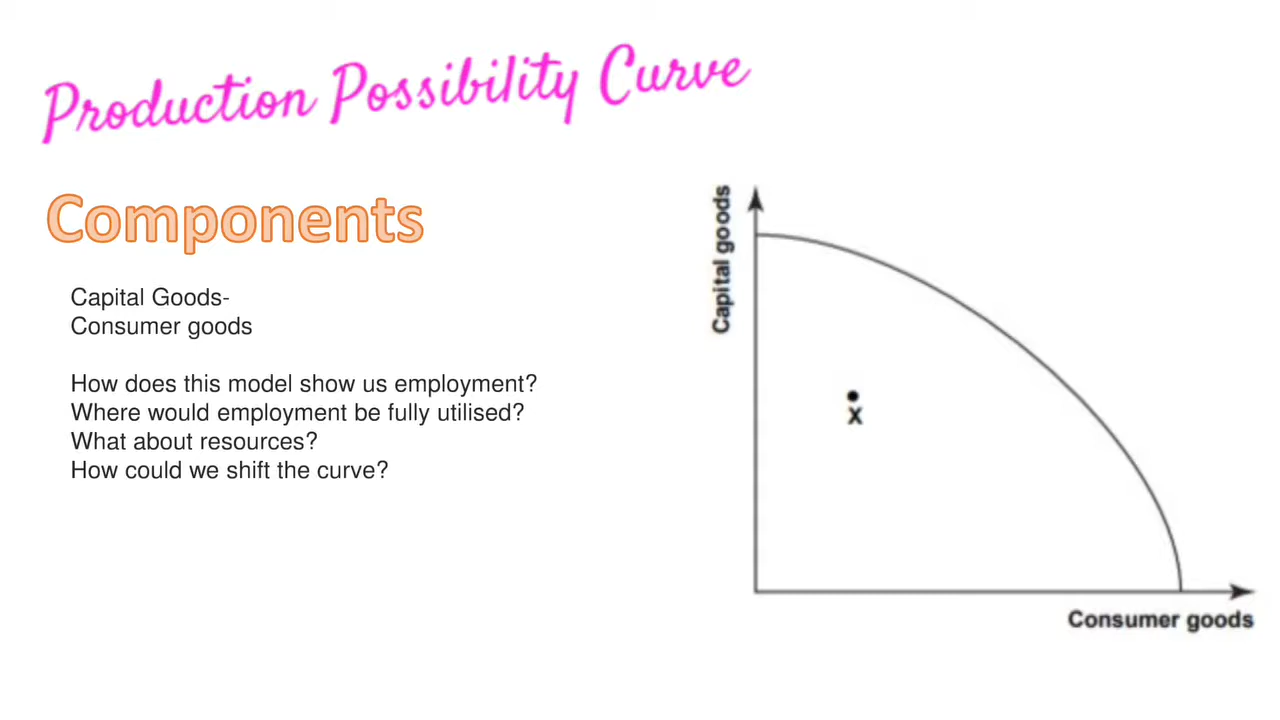 Production Possibility Curve
Components
Capital Goods-
Consumer goods
How does this model show us employment?
Where would employment be fully utilised?
What about resources?
How could we shift the curve?
Capital goods
x
Consumer goods